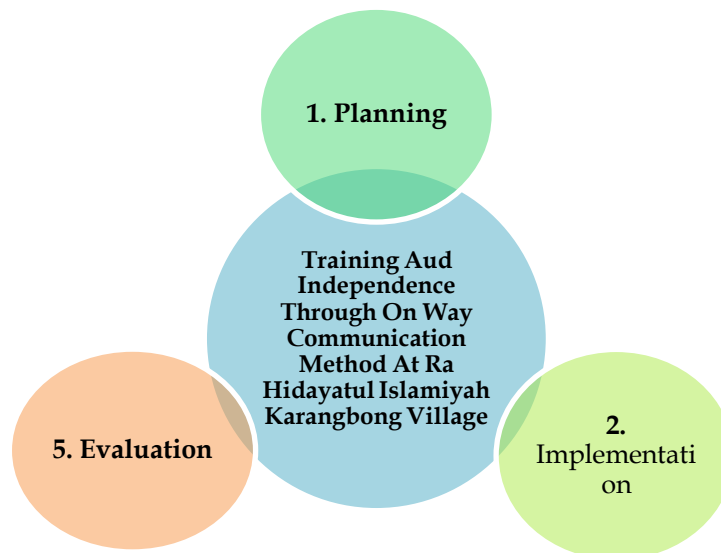 1. Planning
Training Aud
Independence
Through On Way
Communication
Method At Ra
Hidayatul Islamiyah
Karangbong Village
5. Evaluation
2.
Implementati
on